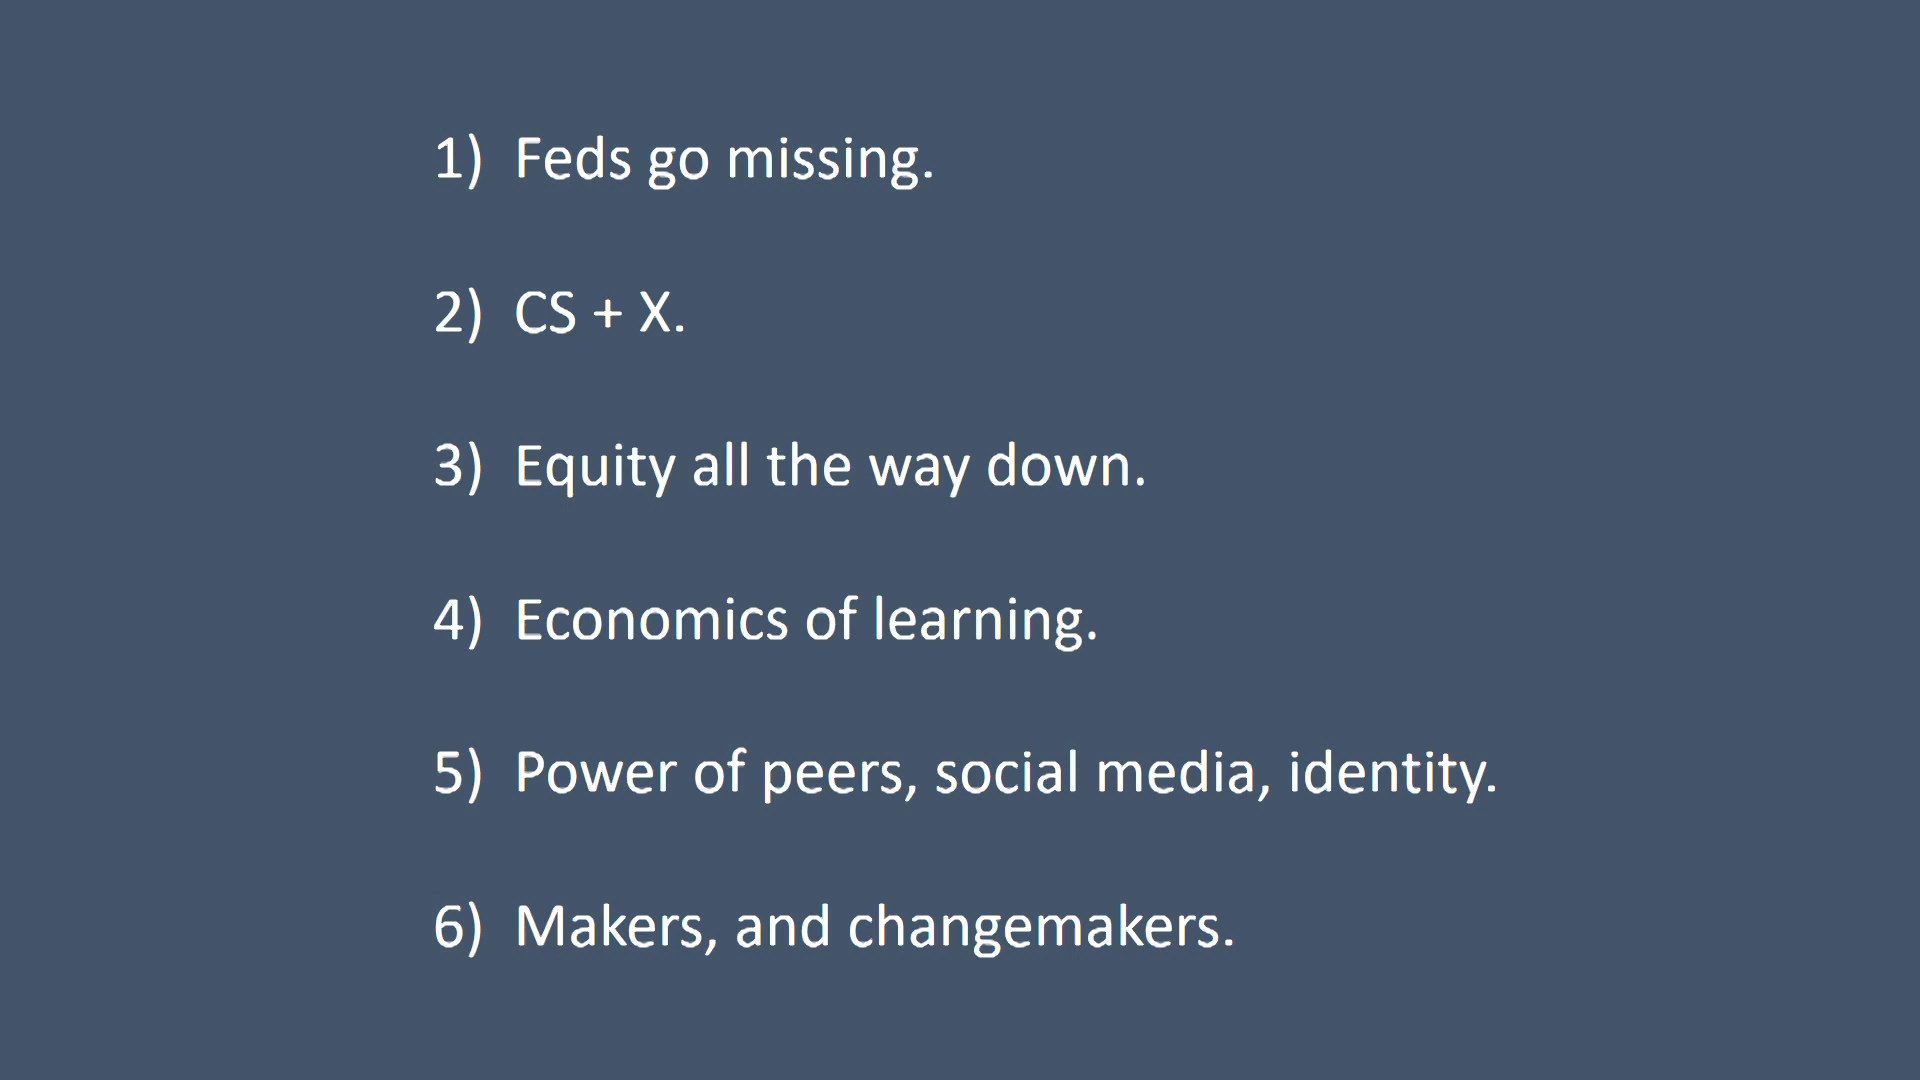 1) Feds go missing.
2) CS + X.
3) Equity all the way down.
4) Economics of learning.
5) Power of peers, social media, identity.
6) Makers, and changemakers.